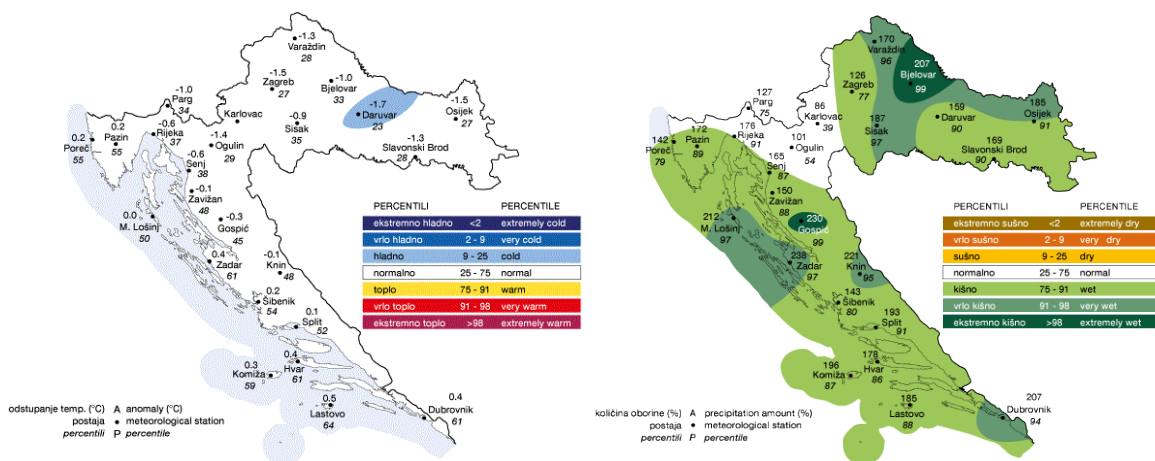 -1.3
Varaždin
28
-1.5
Zagreb
27
-1.0
Bjelovar
33
-1.7
Daruvar
23
-1.5
Osijek
27
-1.0
Parg
34
Karlovac
-0.9
Sisak
35
-1.3
Slavonski Brod
28
0.2
Poreč
55
0.2
Pazin
55
-0.6
Rijeka
37
-1.4
Ogulin
29
-0.6
Senj
38
-0.1
Zavižan
48
0.0
M. Lošinj
50
-0.3
Gospić
45
0.4
Zadar
61
-0.1
Knin
48
0.2
Šibenik
54
0.1
Split
52
0.3
Komiža
59
0.4
Hvar
61
0.5
Lastovo
64
0.4
Dubrovnik
61
PERCENTILI PERCENTILE
ekstremno hladno <2 extremely cold
vrlo hladno 2 - 9 very cold
hladno 9 - 25 cold
normalno 25 - 75 normal
toplo 75 - 91 warm
vrlo toplo 91 - 98 very warm
ekstremno toplo >98 extremely warm
odstupanje temp. (°C) A anomaly (°C)
postaja meteorological station
percentili P percentile
170
Varaždin
96
126
Zagreb
77
207
Bjelovar
99
159
Daruvar
90
185
Osijek
91
127
Parg
75
86
Karlovac
39
187
Sisak
97
169
Slavonski Brod
90
142
Poreč
79
172
Pazin
89
176
Rijeka
91
101
Ogulin
54
165
Senj
87
150
Zavižan
88
212
M. Lošinj
97
230
Gospić
99
238
Zadar
97
221
Knin
95
143
Šibenik
80
193
Split
91
196
Komiža
87
178
Hvar
86
185
Lastovo
88
207
Dubrovnik
94
PERCENTILI PERCENTILE
ekstremno sušno <2 extremely dry
vrlo sušno 2 - 9 very dry
sušno 9 - 25 dry
normalno 25 - 75 normal
kišno 75 - 91 wet
vrlo kišno 91 - 98 very wet
ekstremno kišno >98 extremely wet
količina oborine (%) A precipitation amount (%)
postaja meteorological station
percentili P percentile